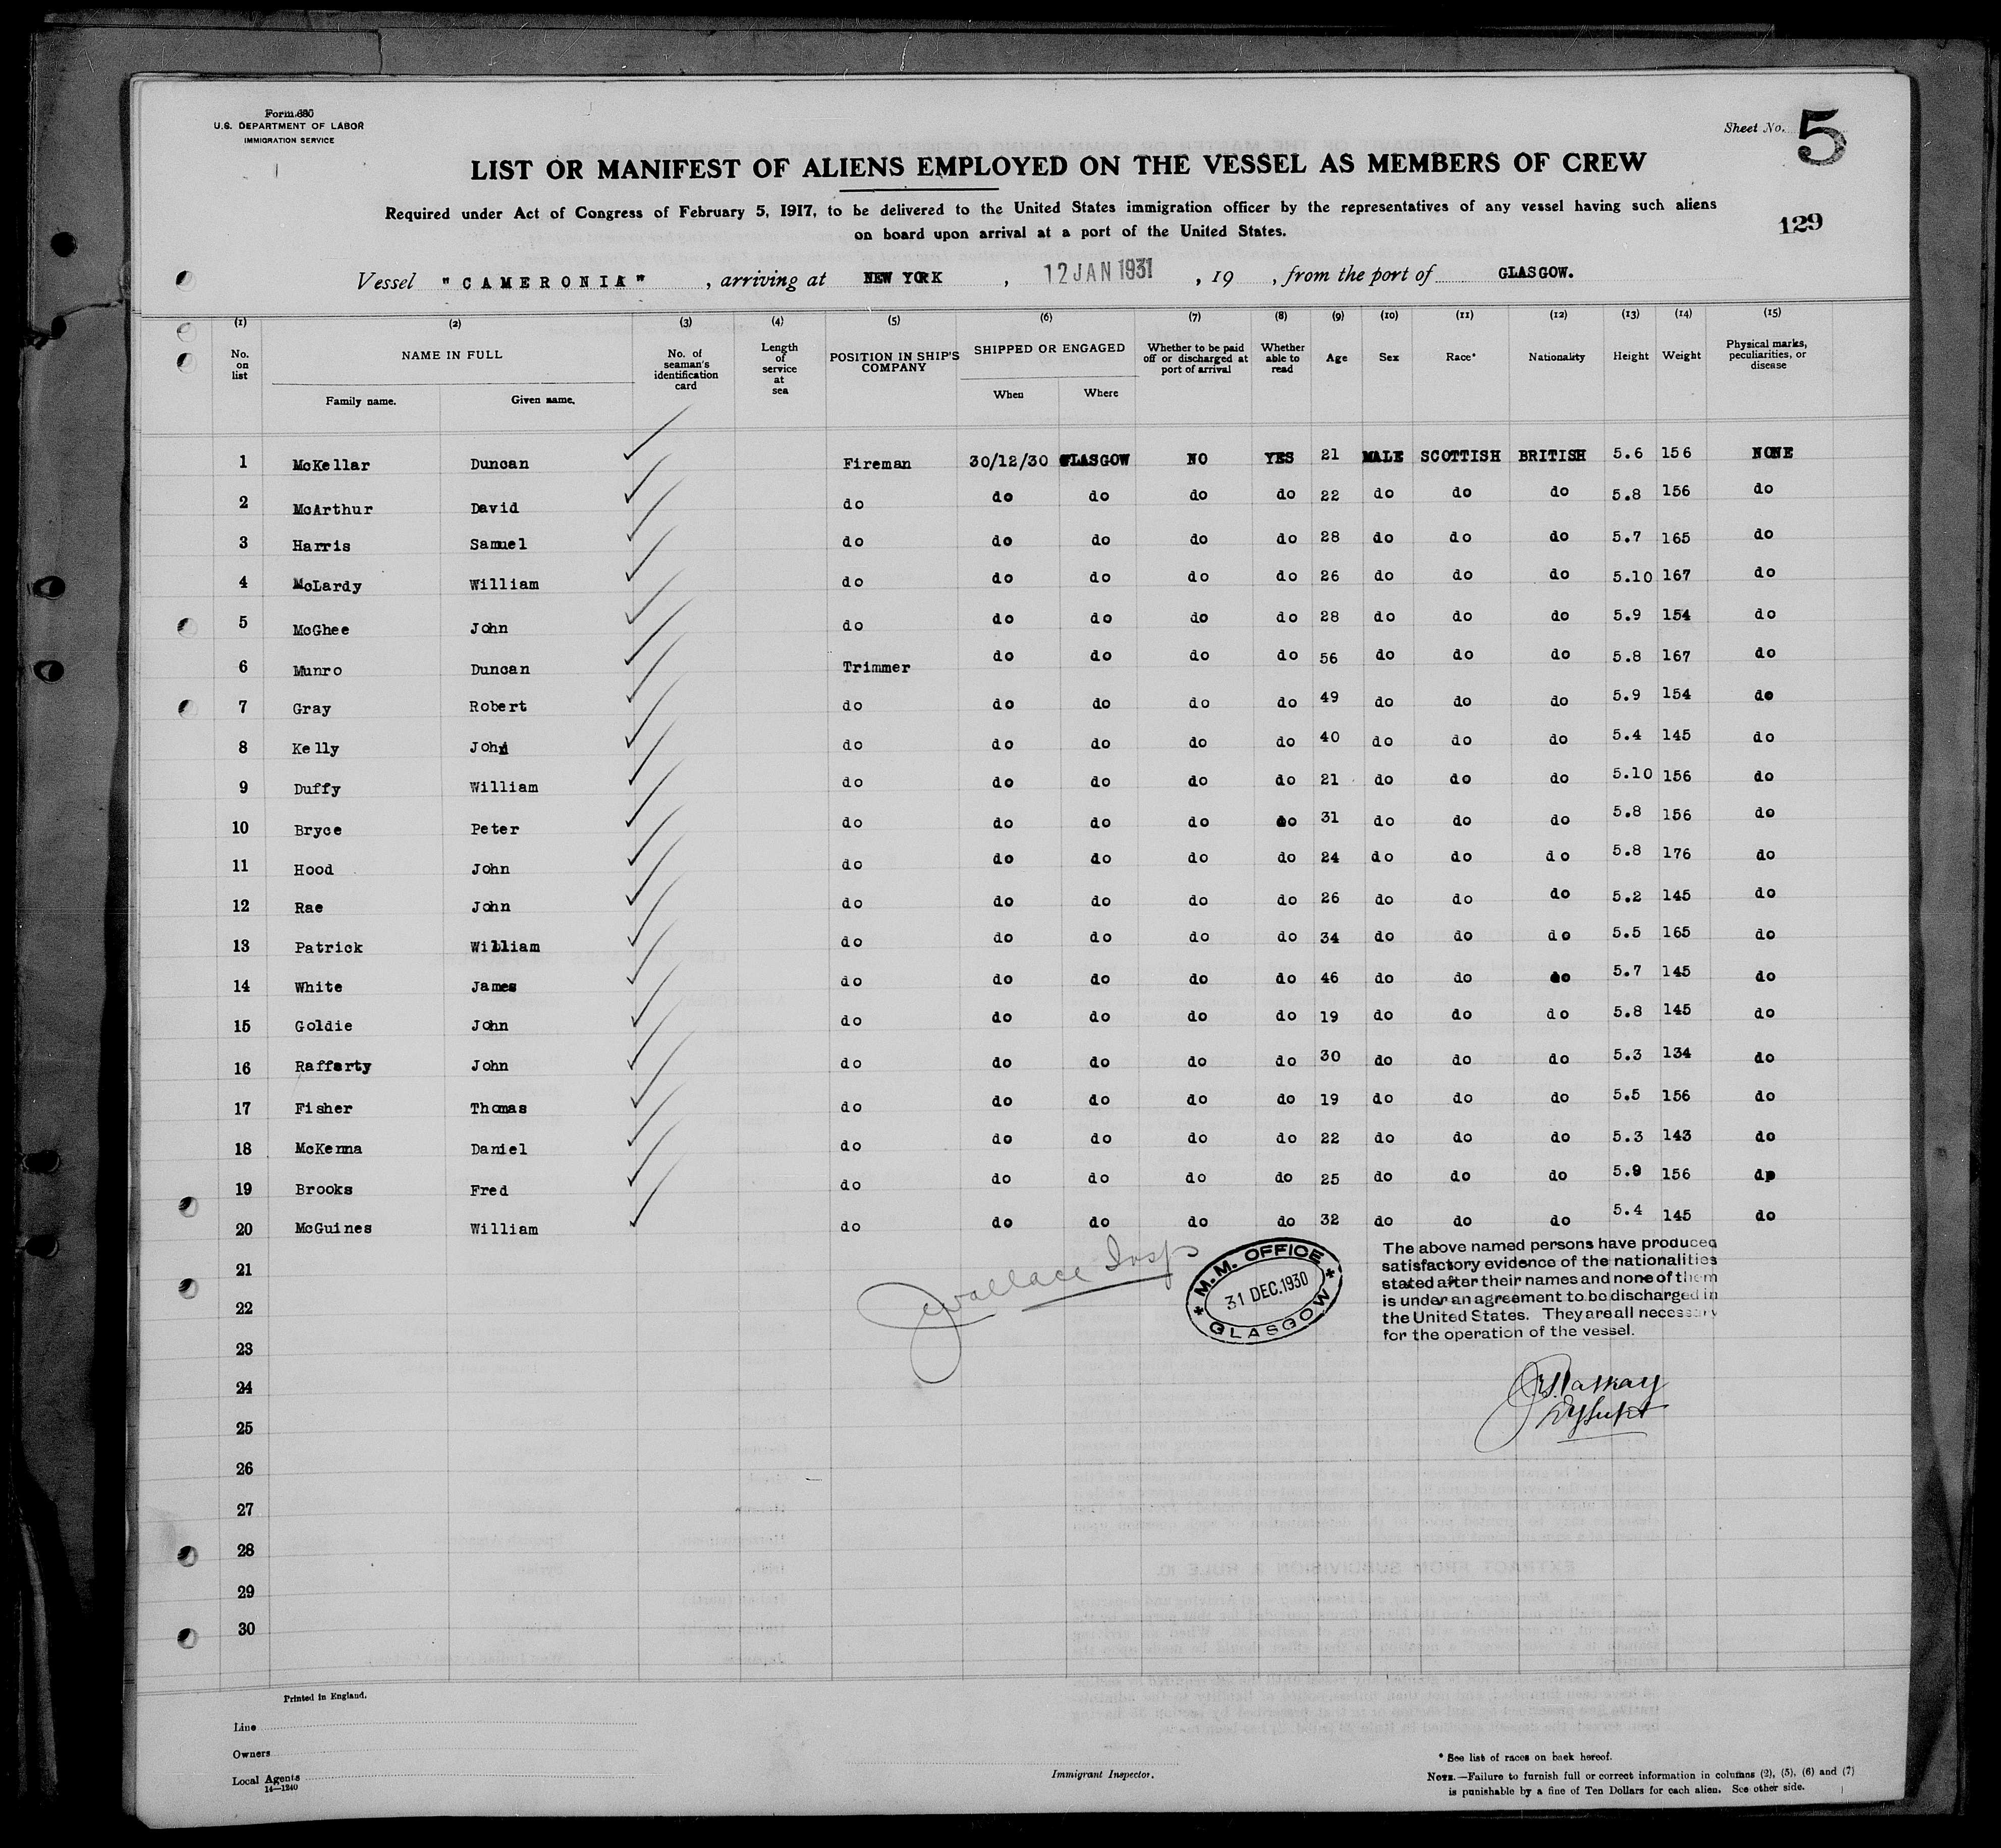 Form 680
U.S. DEPARTMENT OF LABOR
IMMIGRATION SERVICE
Sheet No. 5
LIST OR MANIFEST OF ALIENS EMPLOYED ON THE VESSEL AS MEMBERS OF CREW
Required under Act of Congress of February 5, 1917, to be delivered to the United States immigration officer by the representatives of any vessel having such aliens
on board upon arrival at a port of the United States.
129
Vessel "CAMERONIA", arriving at NEW YORK, 12 JAN 1931, 19 , from the port of GLASGOW.
(1) (2) (3) (4) (5) (6) (7) (8) (9) (10) (11) (12) (13) (14) (15)
No. on list NAME IN FULL Family name. Given name. No. of seaman's identification card Length of service at sea POSITION IN SHIP'S COMPANY SHIPPED OR ENGAGED When Where Whether to be paid off or discharged at port of arrival Whether able to read Age Sex Race* Nationality Height Weight Physical marks, peculiarities, or disease
1 McKellar Duncan Fireman 30/12/30 GLASGOW NO YES 21 MALE SCOTTISH BRITISH 5.6 156 NONE
2 McArthur David do do do do do 22 do do do 5.8 156 do
3 Harris Samuel do do do do do 28 do do do 5.7 165 do
4 McLardy William do do do do do 26 do do do 5.10 167 do
5 McGhee John do do do do do 28 do do do 5.9 154 do
6 Munro Duncan Trimmer do do do do 56 do do do 5.8 167 do
7 Gray Robert do do do do do 49 do do do 5.9 154 do
8 Kelly John do do do do do 40 do do do 5.4 145 do
9 Duffy William do do do do do 21 do do do 5.10 156 do
10 Bryce Peter do do do do do 31 do do do 5.8 156 do
11 Hood John do do do do do 24 do do do 5.8 176 do
12 Rae John do do do do do 26 do do do 5.2 145 do
13 Patrick William do do do do do 34 do do do 5.5 165 do
14 White James do do do do do 46 do do do 5.7 145 do
15 Goldie John do do do do do 19 do do do 5.8 145 do
16 Rafferty John do do do do do 30 do do do 5.3 134 do
17 Fisher Thomas do do do do do 19 do do do 5.5 156 do
18 McKenna Daniel do do do do do 22 do do do 5.3 143 do
19 Brooks Fred do do do do do 25 do do do 5.9 156 dp
20 McGuines William do do do do do 32 do do do 5.4 145 do
21
22
23
24
25
26
27
28
29
30
JWallace Insp
M.M. OFFICE
31 DEC. 1930
GLASGOW
The above named persons have produced
satisfactory evidence of the nationalities
stated after their names and none of them
is under an agreement to be discharged in
the United States. They are all necessary
for the operation of the vessel.
Printed in England.
Line
Owners
Local Agents
14—1240
Immigrant Inspector.
* See list of races on back hereof.
NOTE.—Failure to furnish full or correct information in columns (2), (5), (6) and (7)
is punishable by a fine of Ten Dollars for each alien. See other side.